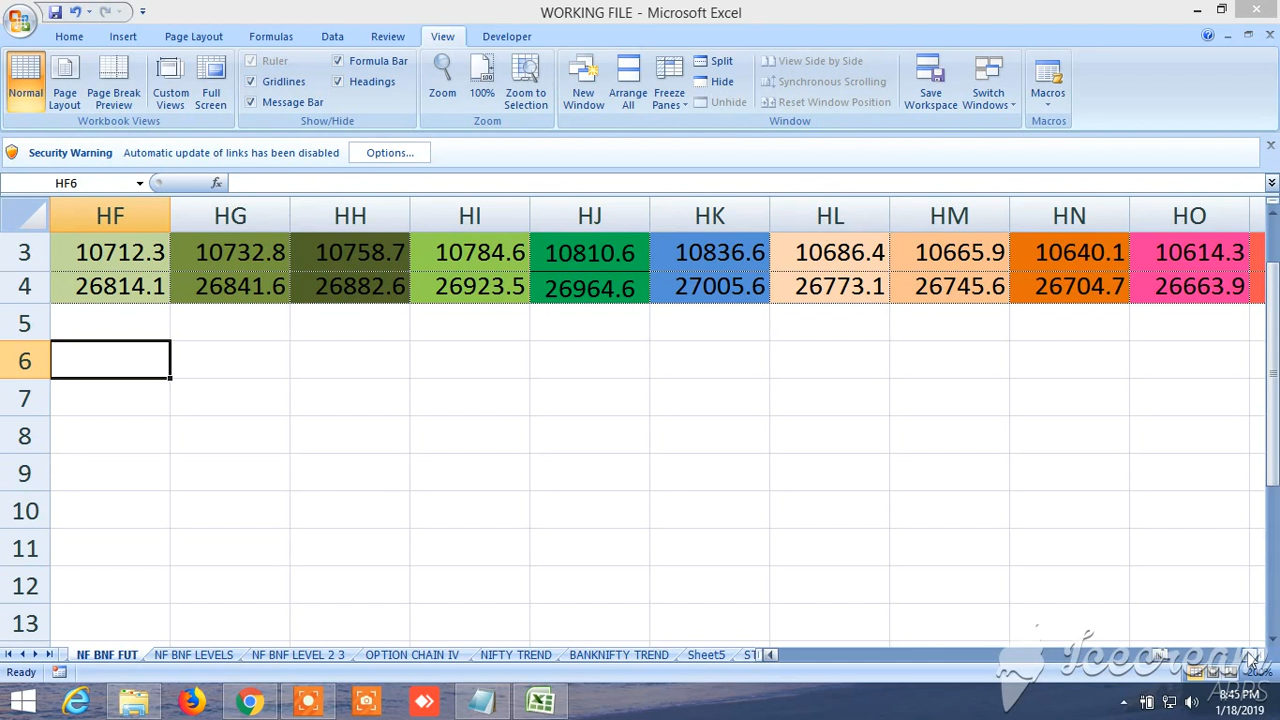 WORKING FILE - Microsoft Excel
Home Insert Page Layout Formulas Data Review View Developer
Ruler Formula Bar
Gridlines Headings
Message Bar
Normal Page Layout Page Break Preview Custom Views Full Screen
Zoom 100% Zoom to Selection
New Window Arrange All Freeze Panes
Split
Hide
Unhide
View Side by Side
Synchronous Scrolling
Reset Window Position
Save Workspace Switch Windows Macros
Workbook Views Show/Hide Zoom Window Macros
Security Warning Automatic update of links has been disabled Options...
HF6 fx
HF HG HH HI HJ HK HL HM HN HO
3 10712.3 10732.8 10758.7 10784.6 10810.6 10836.6 10686.4 10665.9 10640.1 10614.3
4 26814.1 26841.6 26882.6 26923.5 26964.6 27005.6 26773.1 26745.6 26704.7 26663.9
5
6
7
8
9
10
11
12
13
NF BNF FUT NF BNF LEVELS NF BNF LEVEL 2 3 OPTION CHAIN IV NIFTY TREND BANKNIFTY TREND Sheet5 ST
Ready 200%
Icecream
APPS
8:45 PM
1/18/2019